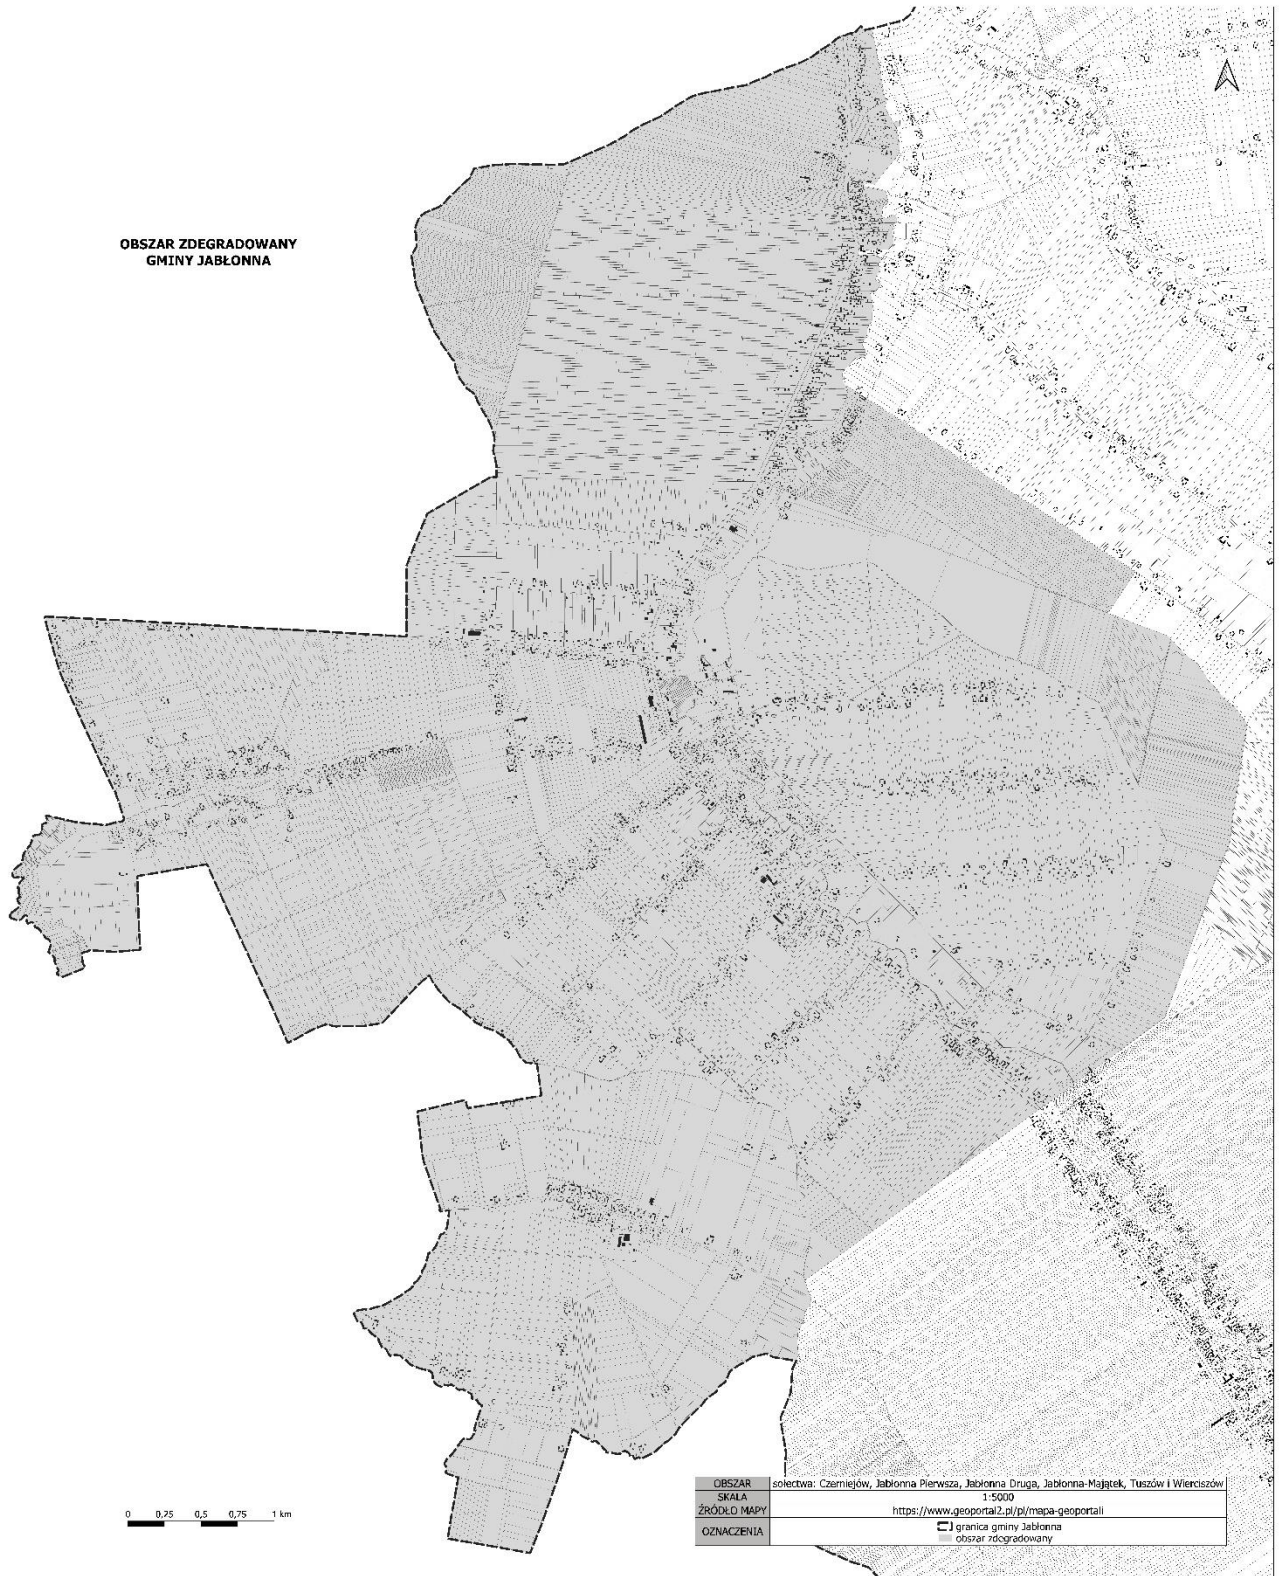 OBSZAR ZDEGRADOWANY
GMINY JABŁONNA
0 0,25 0,5 0,75 1 km
OBSZAR sołectwa: Czerniejów, Jabłonna Pierwsza, Jabłonna Druga, Jabłonna-Majątek, Tuszów i Wierciszów
SKALA 1:5000
ŹRÓDŁO MAPY https://www.geoportal2.pl/pl/mapa-geoportali
OZNACZENIA granica gminy Jabłonna
obszar zdegradowany